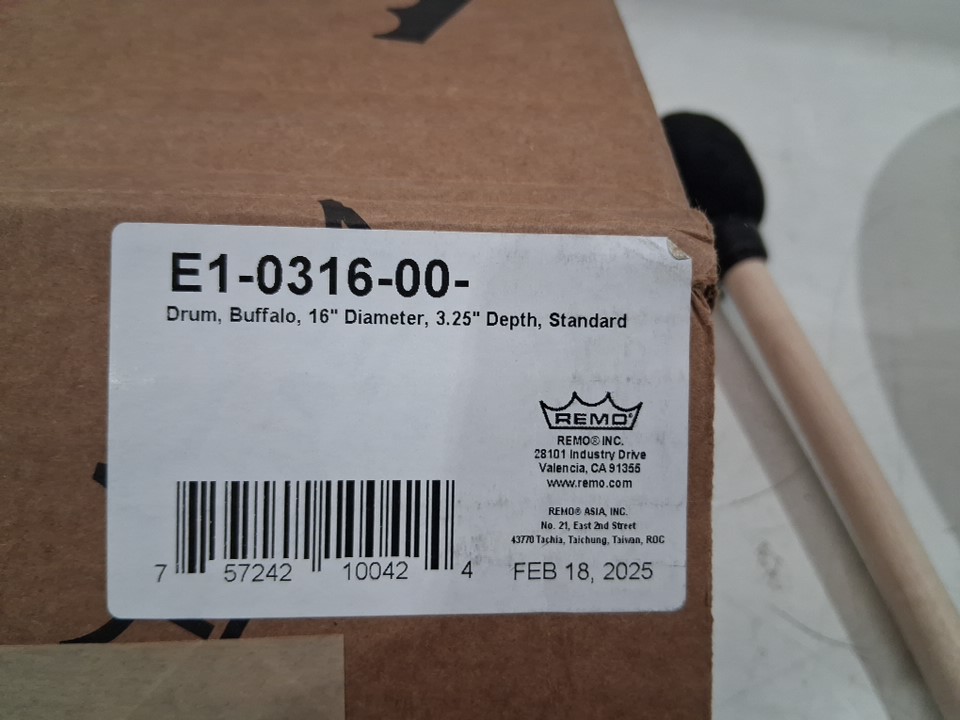 E1-0316-00-
Drum, Buffalo, 16" Diameter, 3.25" Depth, Standard
REMO®
REMO® INC.
28101 Industry Drive
Valencia, CA 91355
www.remo.com
REMO® ASIA, INC.
No. 21, East 2nd Street
43770 Tachia, Taichung, Taiwan, ROC
7 57242 10042 4
FEB 18, 2025